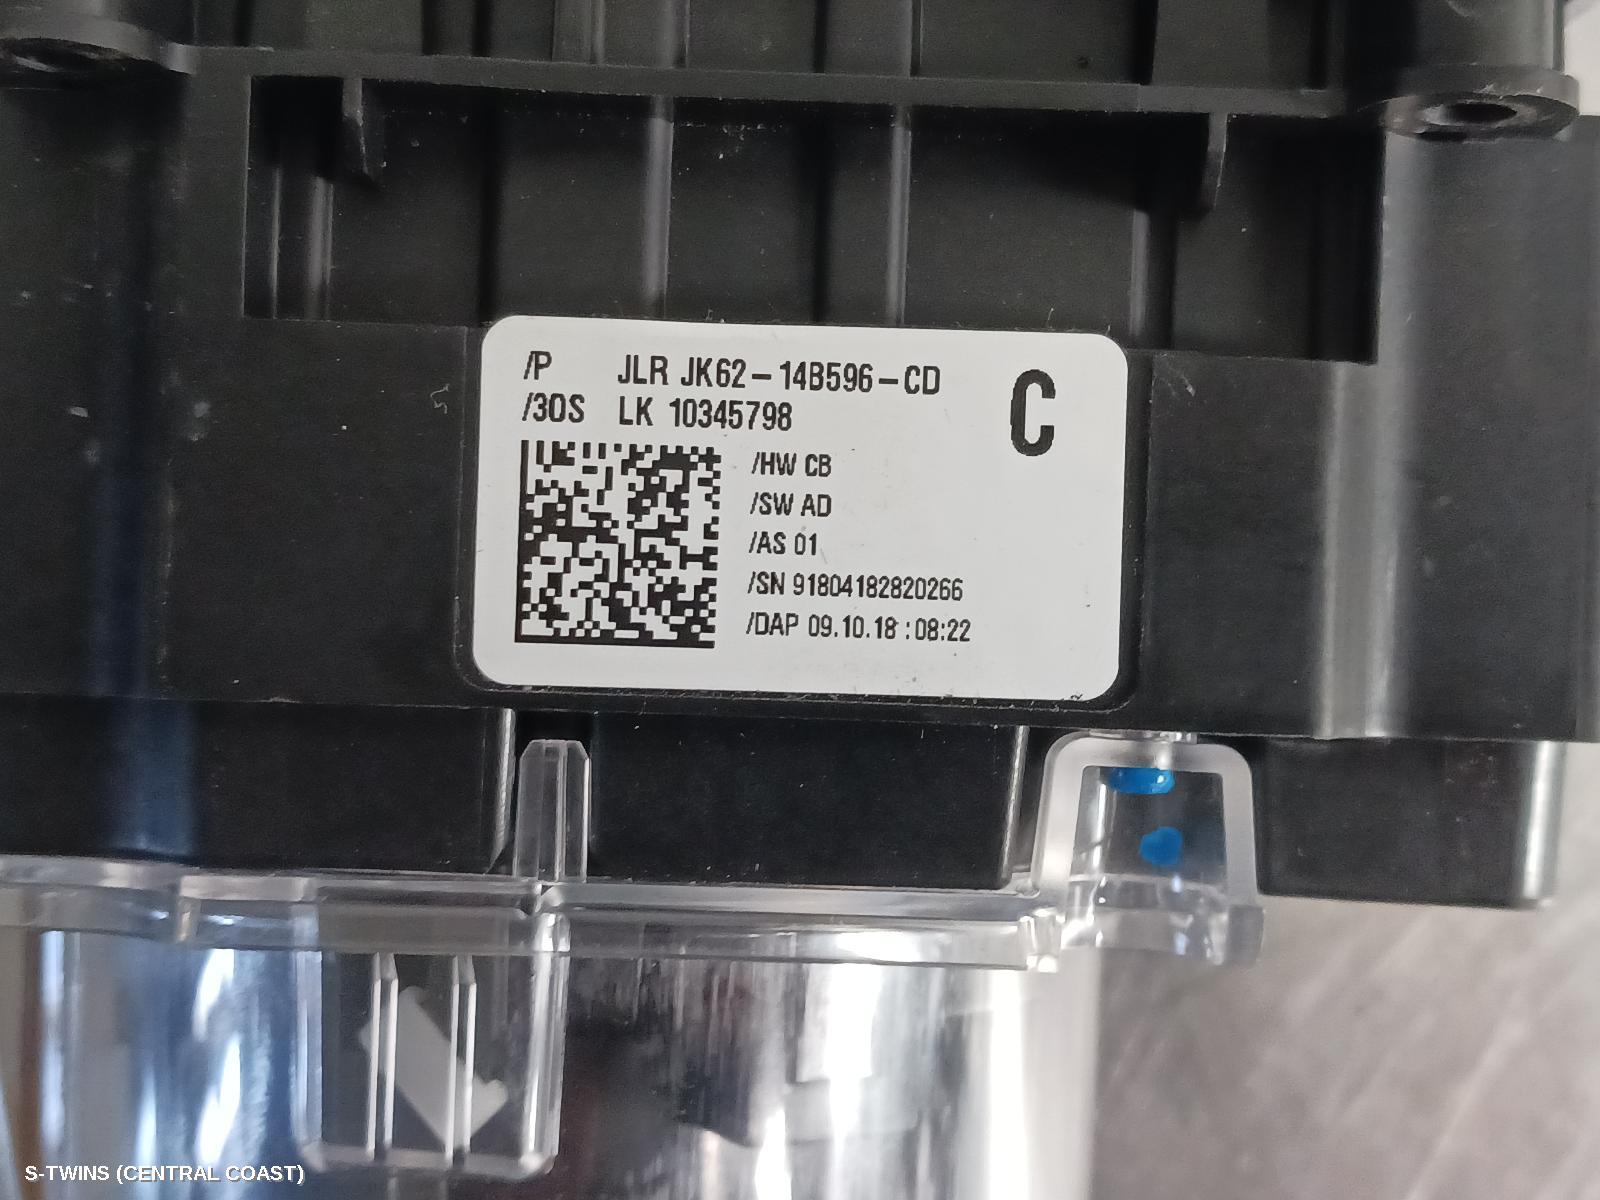 /P JLR JK62-14B596-CD
C
/30S LK 10345798
/HW CB
/SW AD
/AS 01
/SN 91804182820266
/DAP 09.10.18:08:22
S-TWINS (CENTRAL COAST)